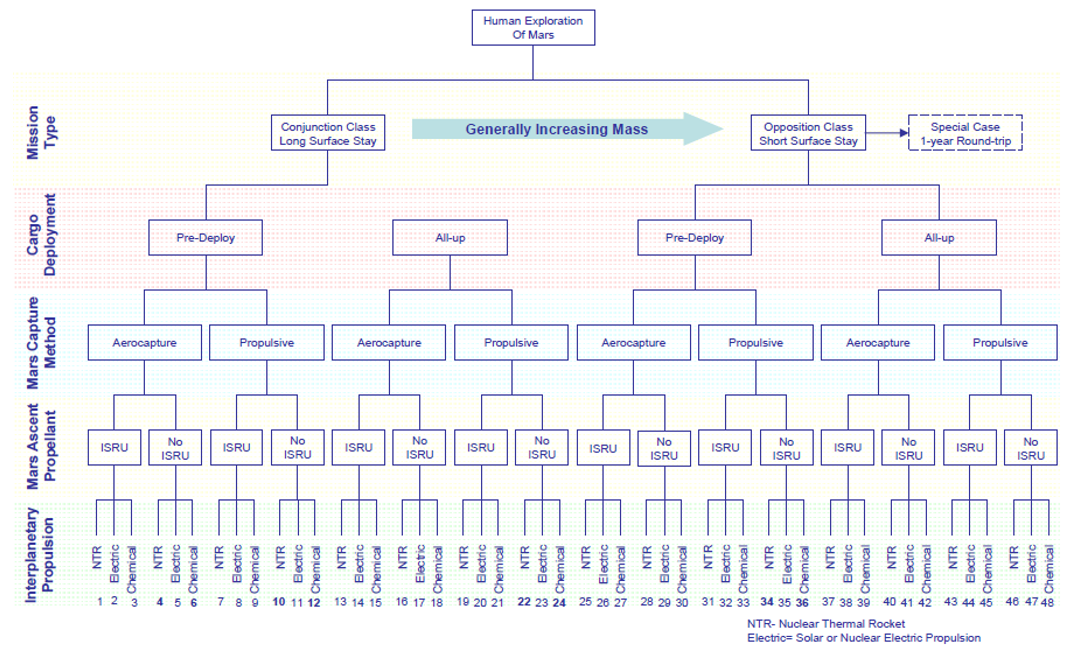 Human Exploration
Of Mars
Mission
Type
Conjunction Class
Long Surface Stay
Generally Increasing Mass
Opposition Class
Short Surface Stay
Special Case
1-year Round-trip
Cargo
Deployment
Pre-Deploy
All-up
Pre-Deploy
All-up
Mars Capture
Method
Aerocapture
Propulsive
Aerocapture
Propulsive
Aerocapture
Propulsive
Aerocapture
Propulsive
Mars Ascent
Propellant
ISRU
No
ISRU
ISRU
No
ISRU
ISRU
No
ISRU
ISRU
No
ISRU
ISRU
No
ISRU
ISRU
No
ISRU
ISRU
No
ISRU
ISRU
No
ISRU
Interplanetary
Propulsion
NTR Electric Chemical NTR Electric Chemical NTR Electric Chemical NTR Electric Chemical NTR Electric Chemical NTR Electric Chemical NTR Electric Chemical NTR Electric Chemical NTR Electric Chemical NTR Electric Chemical NTR Electric Chemical NTR Electric Chemical NTR Electric Chemical NTR Electric Chemical NTR Electric Chemical NTR Electric Chemical
1 2 3 4 5 6 7 8 9 10 11 12 13 14 15 16 17 18 19 20 21 22 23 24 25 26 27 28 29 30 31 32 33 34 35 36 37 38 39 40 41 42 43 44 45 46 47 48
NTR- Nuclear Thermal Rocket
Electric= Solar or Nuclear Electric Propulsion